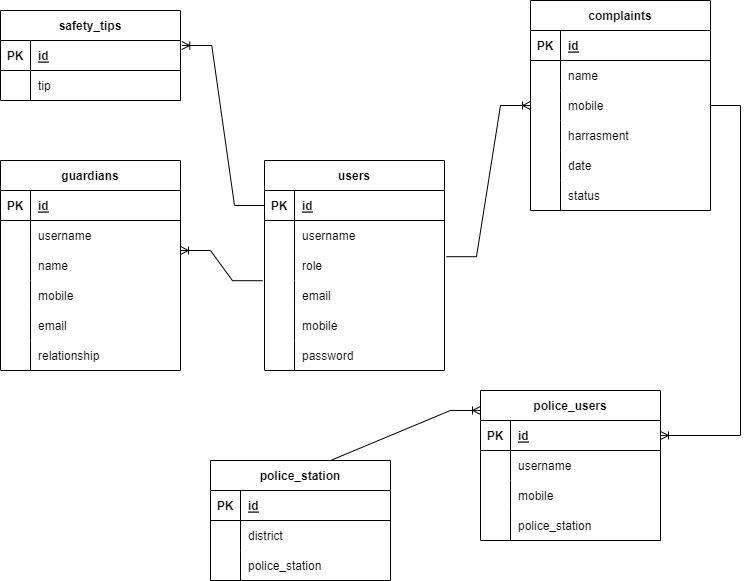 safety_tips
PK id
tip
guardians
PK id
username
name
mobile
email
relationship
users
PK id
username
role
email
mobile
password
complaints
PK id
name
mobile
harrasment
date
status
police_users
PK id
username
mobile
police_station
police_station
PK id
district
police_station